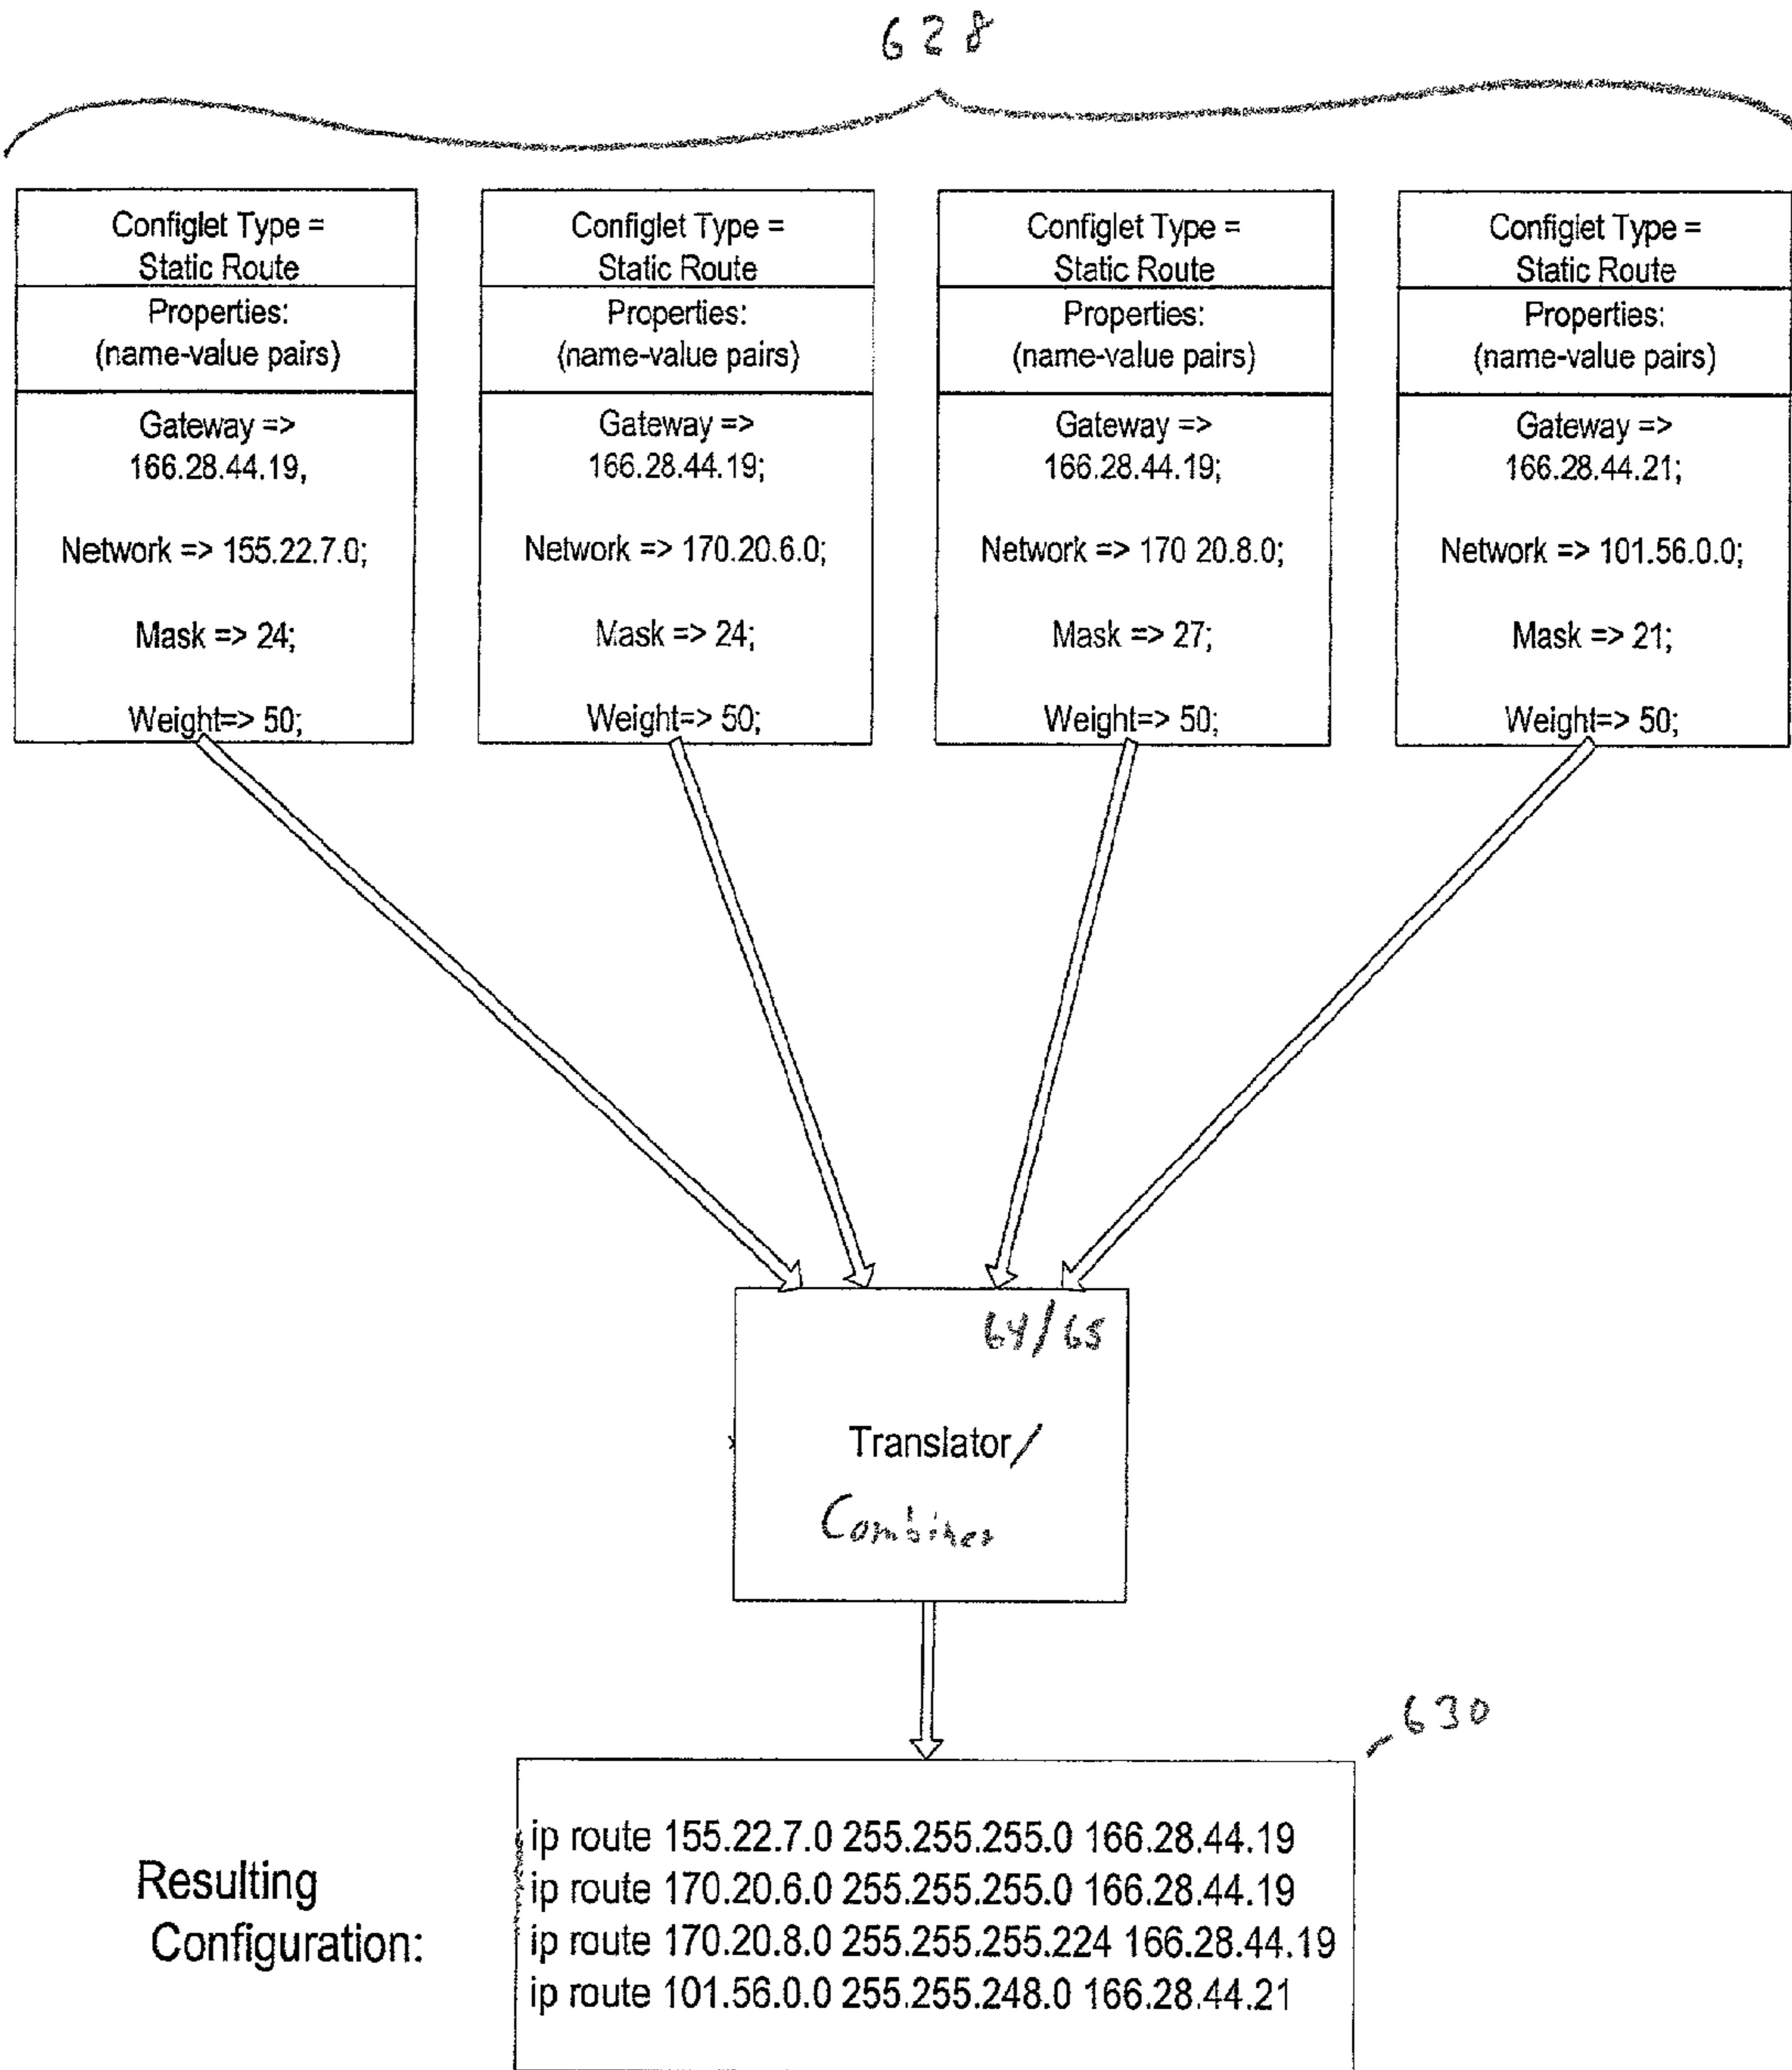 628
Configlet Type =
Static Route
Properties:
(name-value pairs)
Gateway =>
166.28.44.19,
Network => 155.22.7.0;
Mask => 24;
Weight=> 50;
Configlet Type =
Static Route
Properties:
(name-value pairs)
Gateway =>
166.28.44.19;
Network => 170.20.6.0;
Mask => 24;
Weight=> 50;
Configlet Type =
Static Route
Properties:
(name-value pairs)
Gateway =>
166.28.44.19;
Network => 170 20.8.0;
Mask => 27;
Weight=> 50;
Configlet Type =
Static Route
Properties:
(name-value pairs)
Gateway =>
166.28.44.21;
Network => 101.56.0.0;
Mask => 21;
Weight=> 50;
64/65
Translator/
Combiner
630
Resulting
Configuration:
ip route 155.22.7.0 255.255.255.0 166.28.44.19
ip route 170.20.6.0 255.255.255.0 166.28.44.19
ip route 170.20.8.0 255.255.255.224 166.28.44.19
ip route 101.56.0.0 255.255.248.0 166.28.44.21